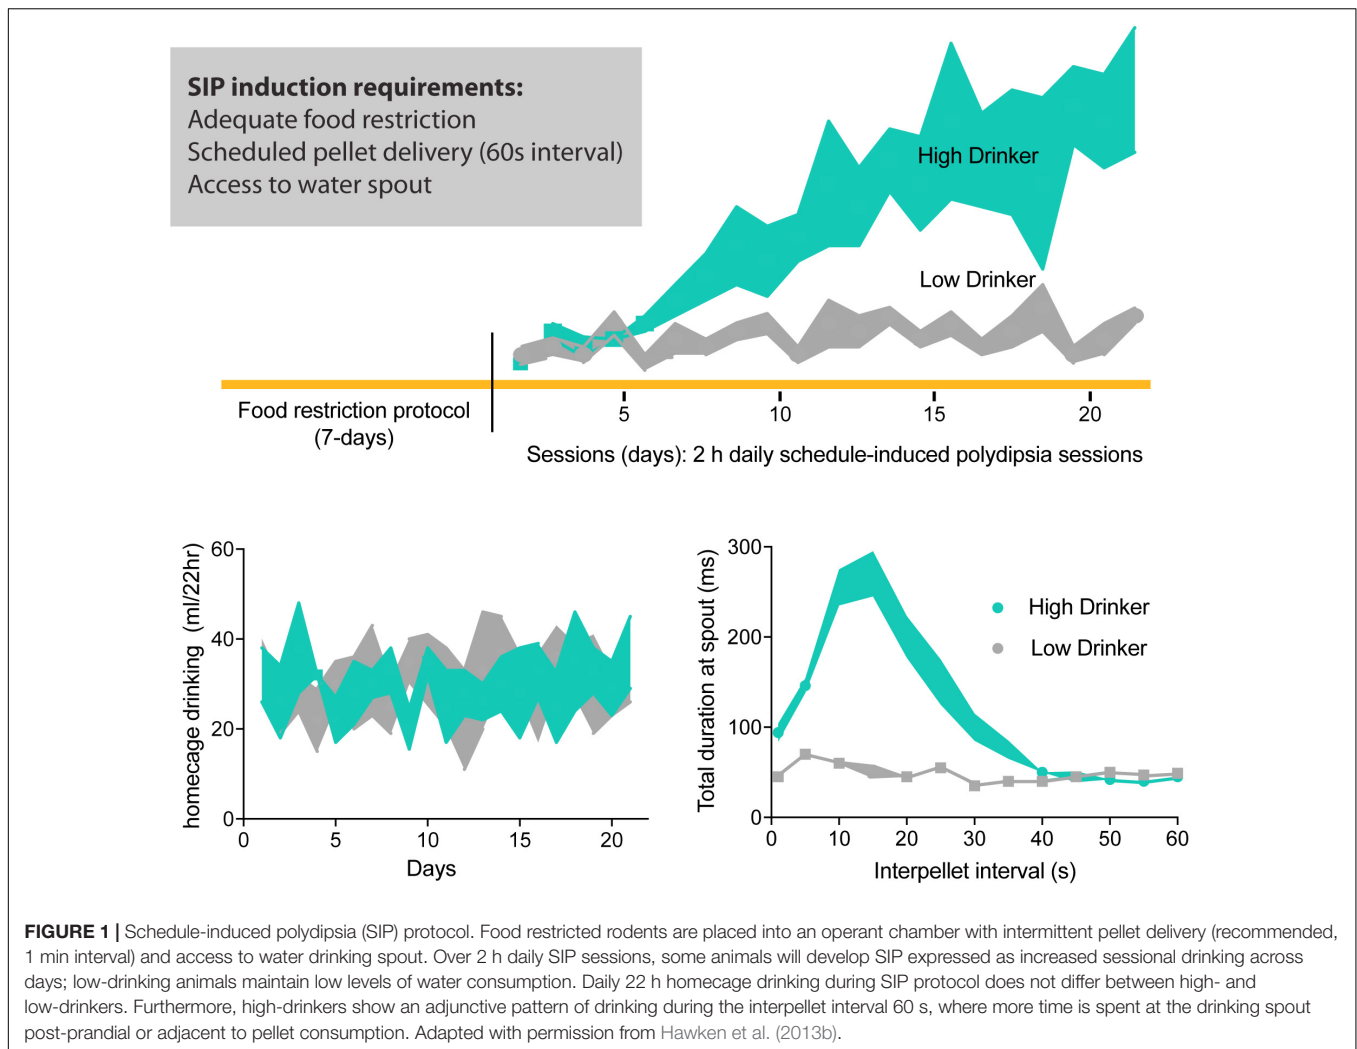 SIP induction requirements:
Adequate food restriction
Scheduled pellet delivery (60s interval)
Access to water spout
High Drinker
Low Drinker
Food restriction protocol
(7-days)
5 10 15 20
Sessions (days): 2 h daily schedule-induced polydipsia sessions
homecage drinking (ml/22hr)
60
40
20
0
0 5 10 15 20
Days
Total duration at spout (ms)
300
200
100
0
High Drinker
Low Drinker
0 10 20 30 40 50 60
Interpellet interval (s)
FIGURE 1 | Schedule-induced polydipsia (SIP) protocol. Food restricted rodents are placed into an operant chamber with intermittent pellet delivery (recommended,
1 min interval) and access to water drinking spout. Over 2 h daily SIP sessions, some animals will develop SIP expressed as increased sessional drinking across
days; low-drinking animals maintain low levels of water consumption. Daily 22 h homecage drinking during SIP protocol does not differ between high- and
low-drinkers. Furthermore, high-drinkers show an adjunctive pattern of drinking during the interpellet interval 60 s, where more time is spent at the drinking spout
post-prandial or adjacent to pellet consumption. Adapted with permission from Hawken et al. (2013b).